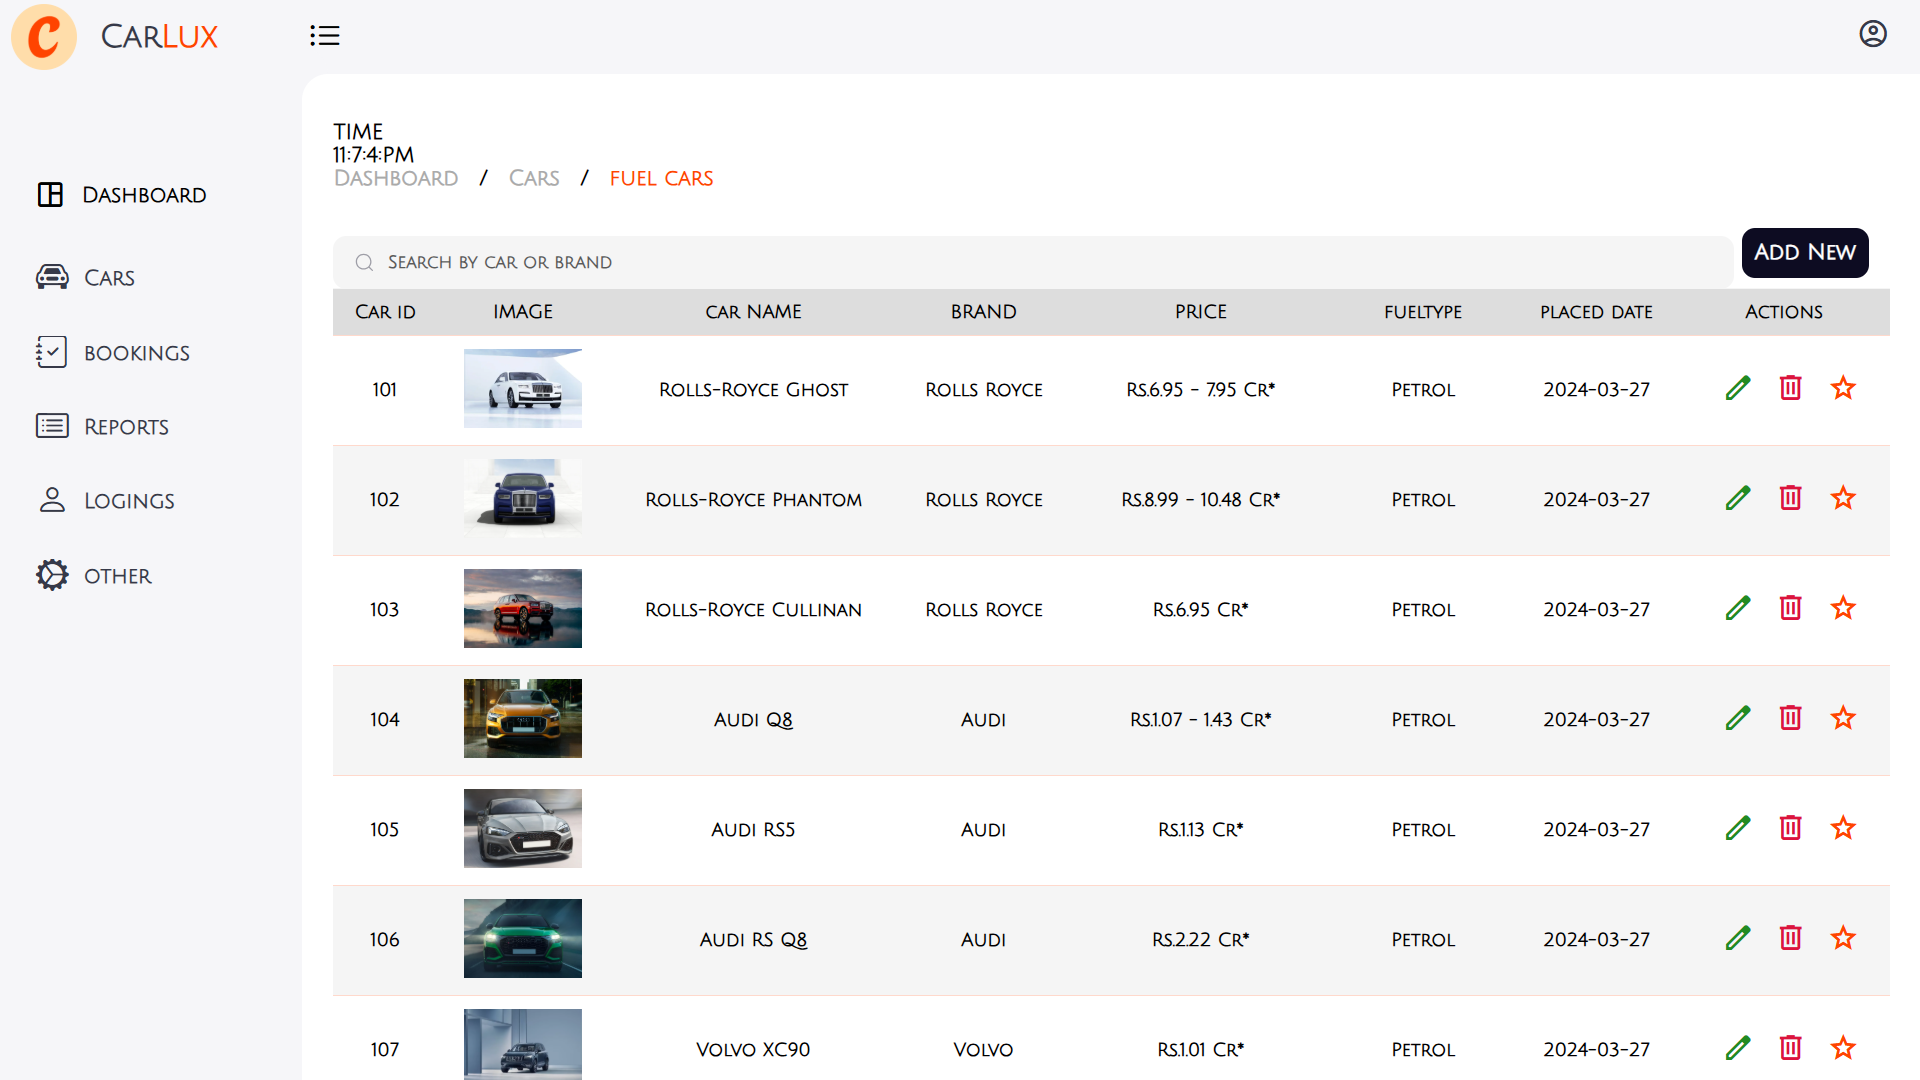 C CarLux
TIME
11:7:4:PM
Dashboard / Cars / fuel cars
Dashboard
Cars
bookings
Reports
Logings
other
Search by car or brand
Add New
Car id IMAGE car NAME BRAND PRICE fueltype placed date Actions
101 Rolls-Royce Ghost Rolls Royce Rs.6.95 - 7.95 Cr* Petrol 2024-03-27
102 Rolls-Royce Phantom Rolls Royce Rs.8.99 - 10.48 Cr* Petrol 2024-03-27
103 Rolls-Royce Cullinan Rolls Royce Rs.6.95 Cr* Petrol 2024-03-27
104 Audi Q8 Audi Rs.1.07 - 1.43 Cr* Petrol 2024-03-27
105 Audi RS5 Audi Rs.1.13 Cr* Petrol 2024-03-27
106 Audi RS Q8 Audi Rs.2.22 Cr* Petrol 2024-03-27
107 Volvo XC90 Volvo Rs.1.01 Cr* Petrol 2024-03-27